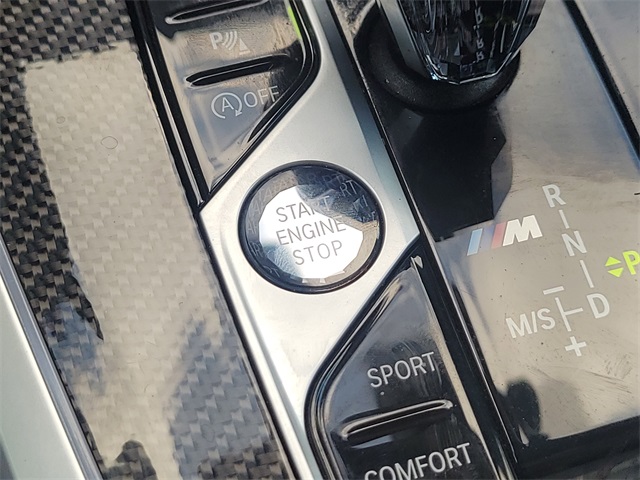 P
A OFF
START
ENGINE
STOP
M
R
N
P
D
M/S
−
+
SPORT
COMFORT